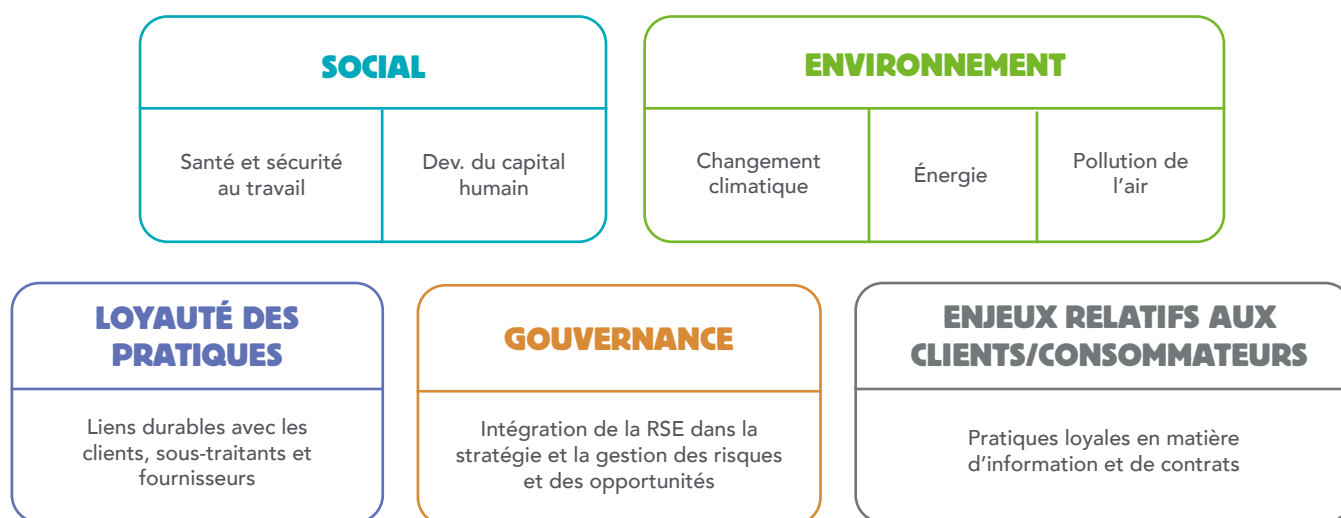 SOCIAL
Santé et sécurité
au travail
Dev. du capital
humain
ENVIRONNEMENT
Changement
climatique
Énergie
Pollution de
l'air
LOYAUTÉ DES
PRATIQUES
Liens durables avec les
clients, sous-traitants et
fournisseurs
GOUVERNANCE
Intégration de la RSE dans la
stratégie et la gestion des risques
et des opportunités
ENJEUX RELATIFS AUX
CLIENTS/CONSOMMATEURS
Pratiques loyales en matière
d'information et de contrats